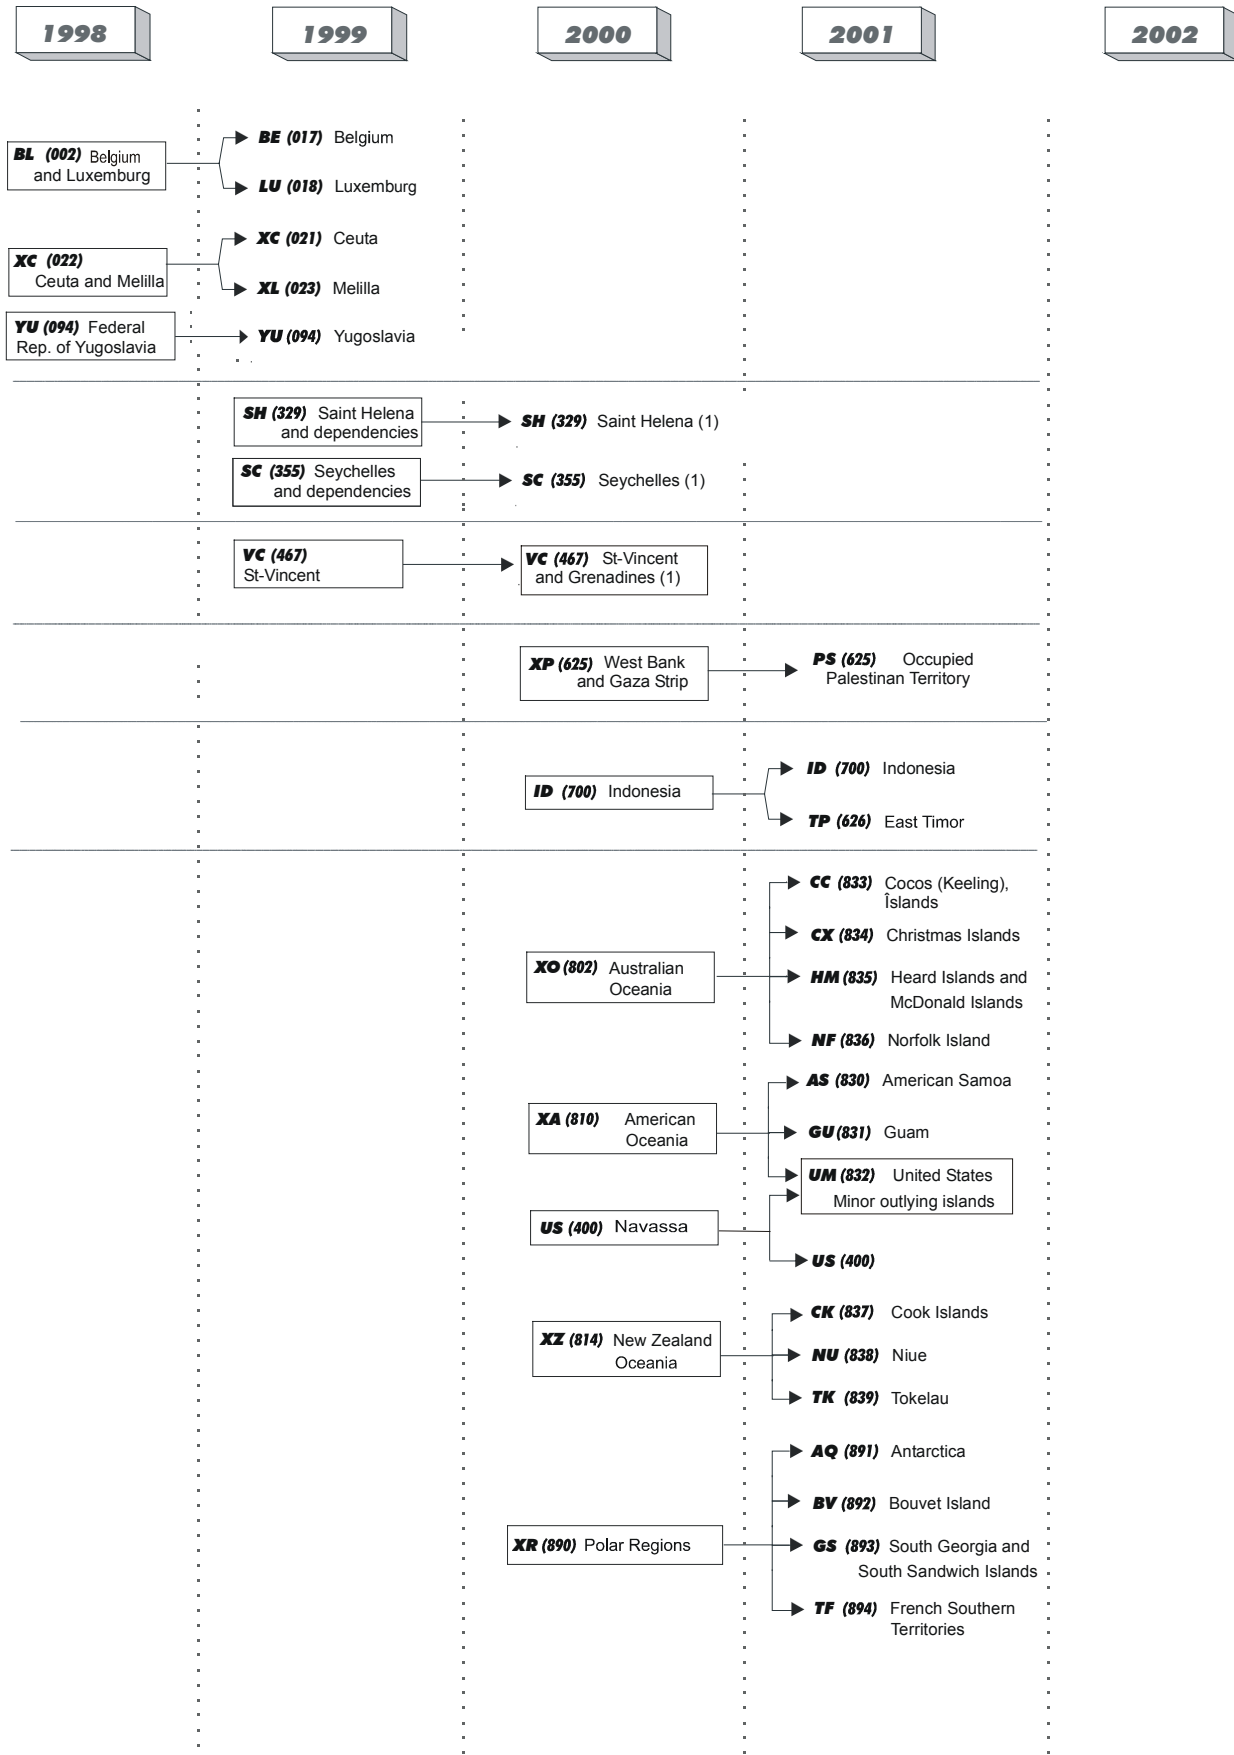 1998
1999
2000
2001
2002
BL (002) Belgium
and Luxemburg
BE (017) Belgium
LU (018) Luxemburg
XC (022)
Ceuta and Melilla
XC (021) Ceuta
XL (023) Melilla
YU (094) Federal
Rep. of Yugoslavia
YU (094) Yugoslavia
SH (329) Saint Helena
and dependencies
SH (329) Saint Helena (1)
SC (355) Seychelles
and dependencies
SC (355) Seychelles (1)
VC (467)
St-Vincent
VC (467) St-Vincent
and Grenadines (1)
XP (625) West Bank
and Gaza Strip
PS (625) Occupied
Palestinan Territory
ID (700) Indonesia
ID (700) Indonesia
TP (626) East Timor
XO (802) Australian
Oceania
CC (833) Cocos (Keeling),
Îslands
CX (834) Christmas Islands
HM (835) Heard Islands and
McDonald Islands
NF (836) Norfolk Island
XA (810) American
Oceania
AS (830) American Samoa
GU (831) Guam
UM (832) United States
Minor outlying islands
US (400) Navassa
US (400)
XZ (814) New Zealand
Oceania
CK (837) Cook Islands
NU (838) Niue
TK (839) Tokelau
XR (890) Polar Regions
AQ (891) Antarctica
BV (892) Bouvet Island
GS (893) South Georgia and
South Sandwich Islands
TF (894) French Southern
Territories